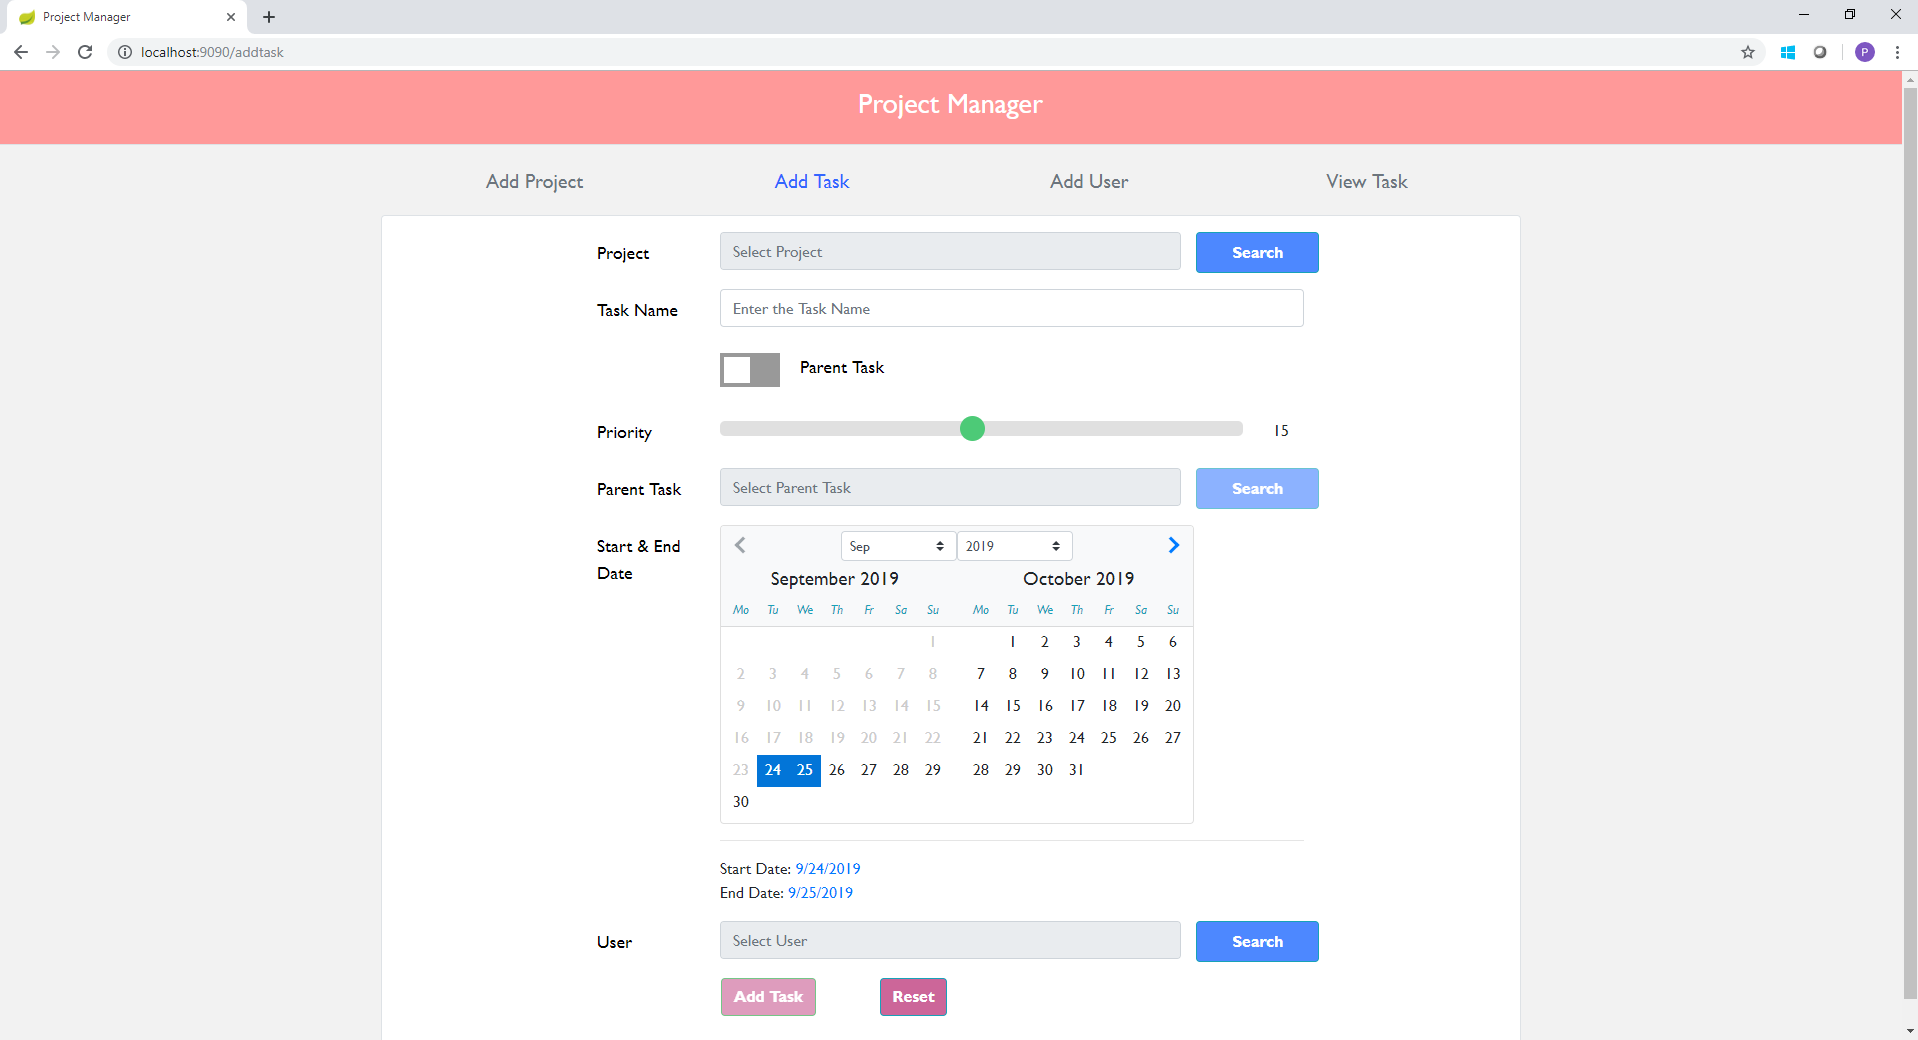 Project Manager
localhost:9090/addtask
P
Project Manager
Add Project Add Task Add User View Task
Project Select Project Search
Task Name Enter the Task Name
Parent Task
Priority 15
Parent Task Select Parent Task Search
Start & End Date
Sep 2019
September 2019 October 2019
Mo Tu We Th Fr Sa Su Mo Tu We Th Fr Sa Su
1 1 2 3 4 5 6
2 3 4 5 6 7 8 7 8 9 10 11 12 13
9 10 11 12 13 14 15 14 15 16 17 18 19 20
16 17 18 19 20 21 22 21 22 23 24 25 26 27
23 24 25 26 27 28 29 28 29 30 31
30
Start Date: 9/24/2019
End Date: 9/25/2019
User Select User Search
Add Task Reset